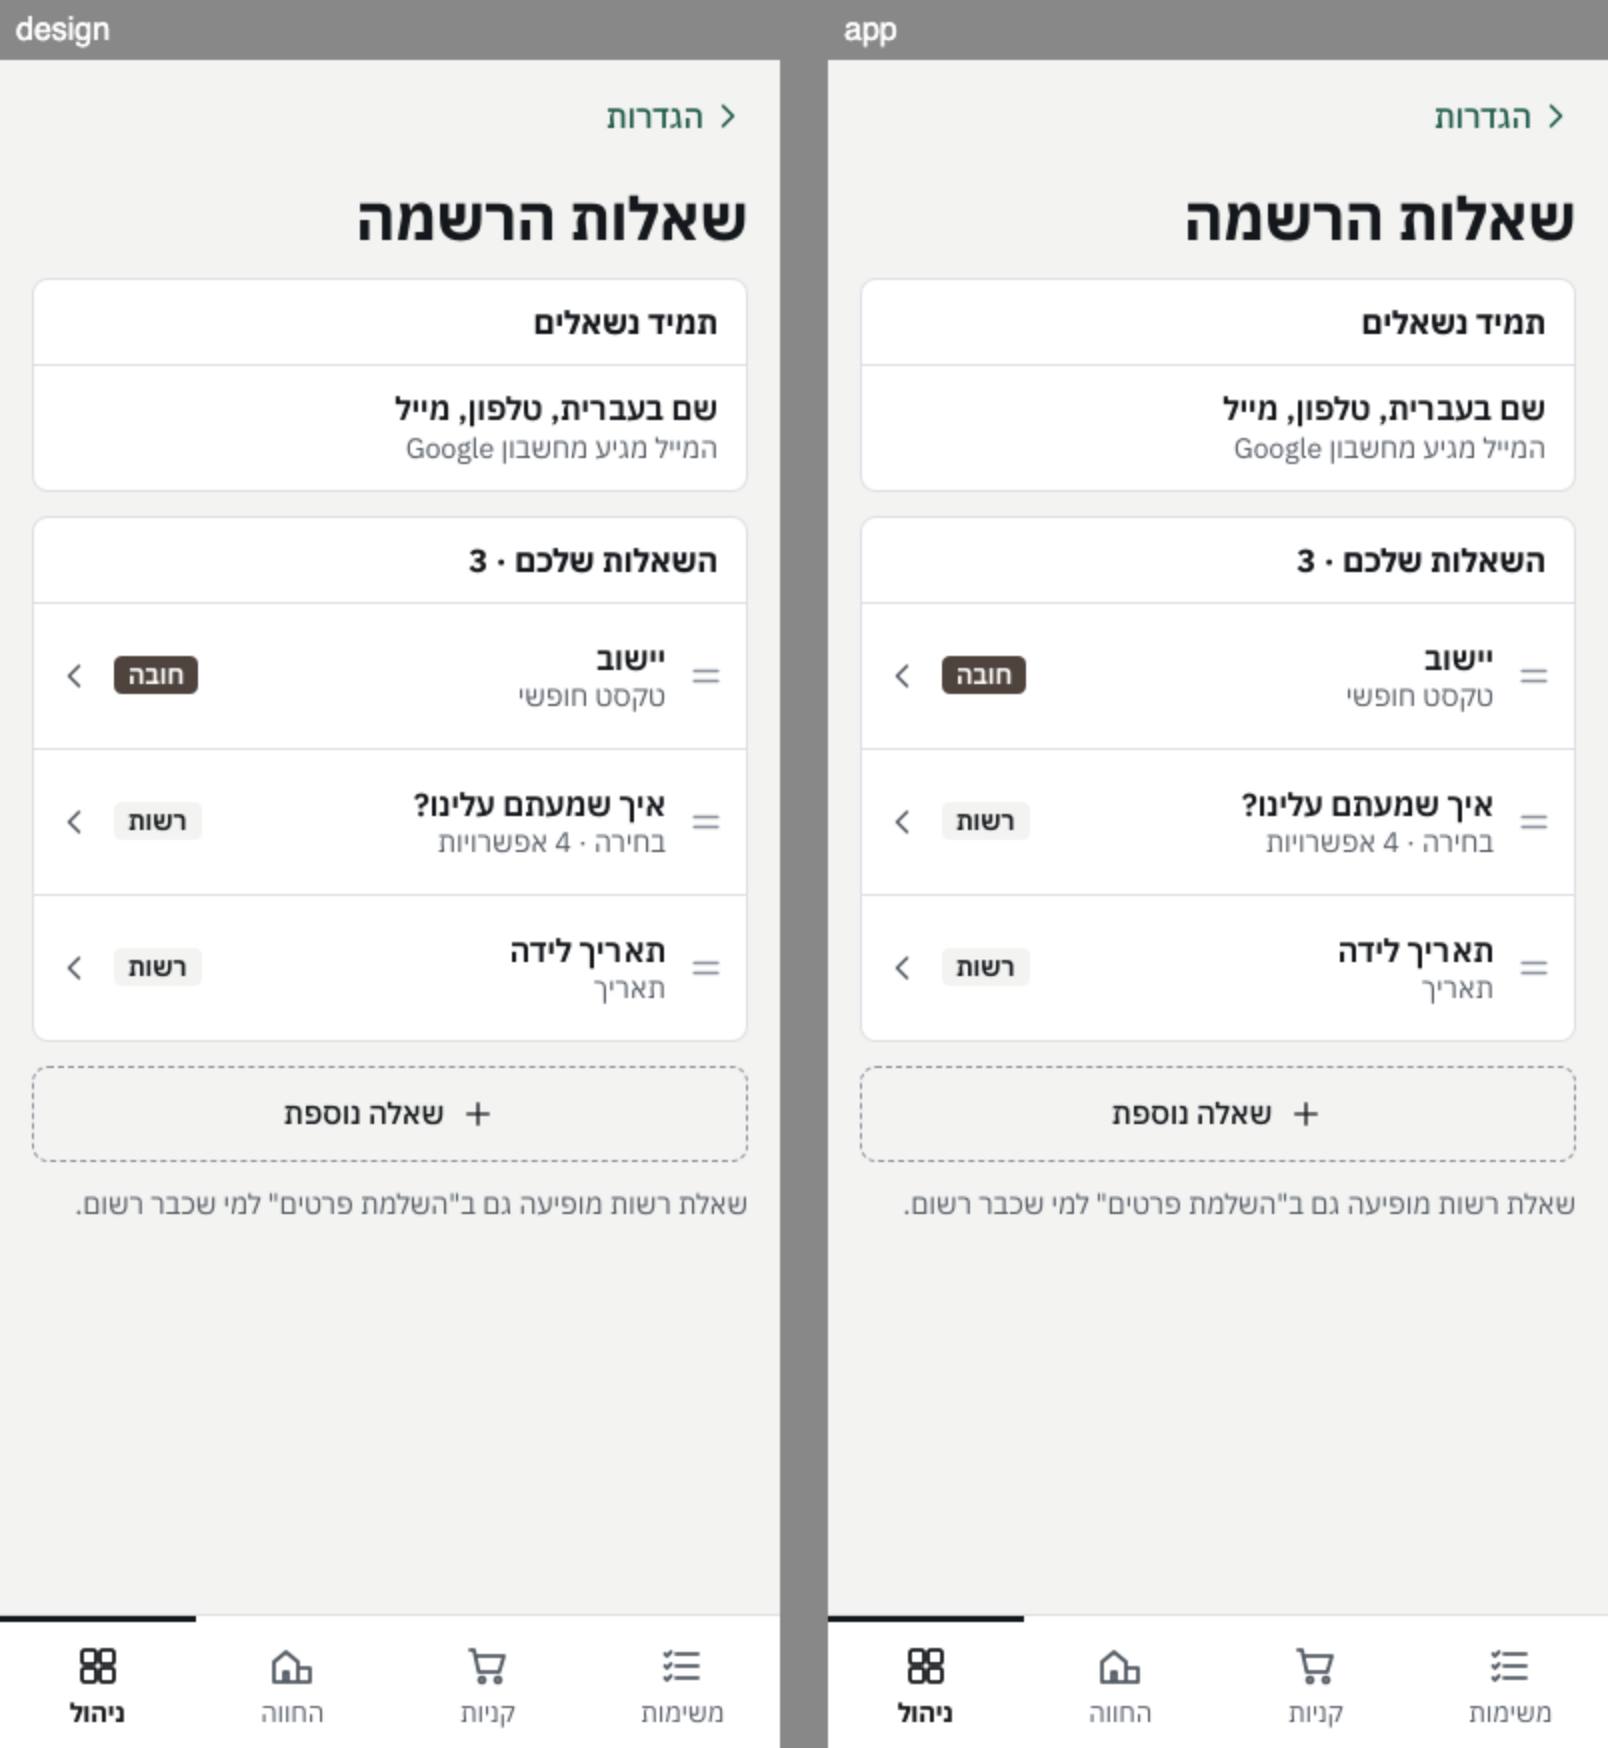 design
הגדרות
שאלות הרשמה
תמיד נשאלים
שם בעברית, טלפון, מייל
המייל מגיע מחשבון Google
השאלות שלכם · 3
יישוב
טקסט חופשי
חובה
איך שמעתם עלינו?
בחירה · 4 אפשרויות
רשות
תאריך לידה
תאריך
רשות
שאלה נוספת
שאלת רשות מופיעה גם ב"השלמת פרטים" למי שכבר רשום.
משימות
קניות
החווה
ניהול
app
הגדרות
שאלות הרשמה
תמיד נשאלים
שם בעברית, טלפון, מייל
המייל מגיע מחשבון Google
השאלות שלכם · 3
יישוב
טקסט חופשי
חובה
איך שמעתם עלינו?
בחירה · 4 אפשרויות
רשות
תאריך לידה
תאריך
רשות
שאלה נוספת
שאלת רשות מופיעה גם ב"השלמת פרטים" למי שכבר רשום.
משימות
קניות
החווה
ניהול